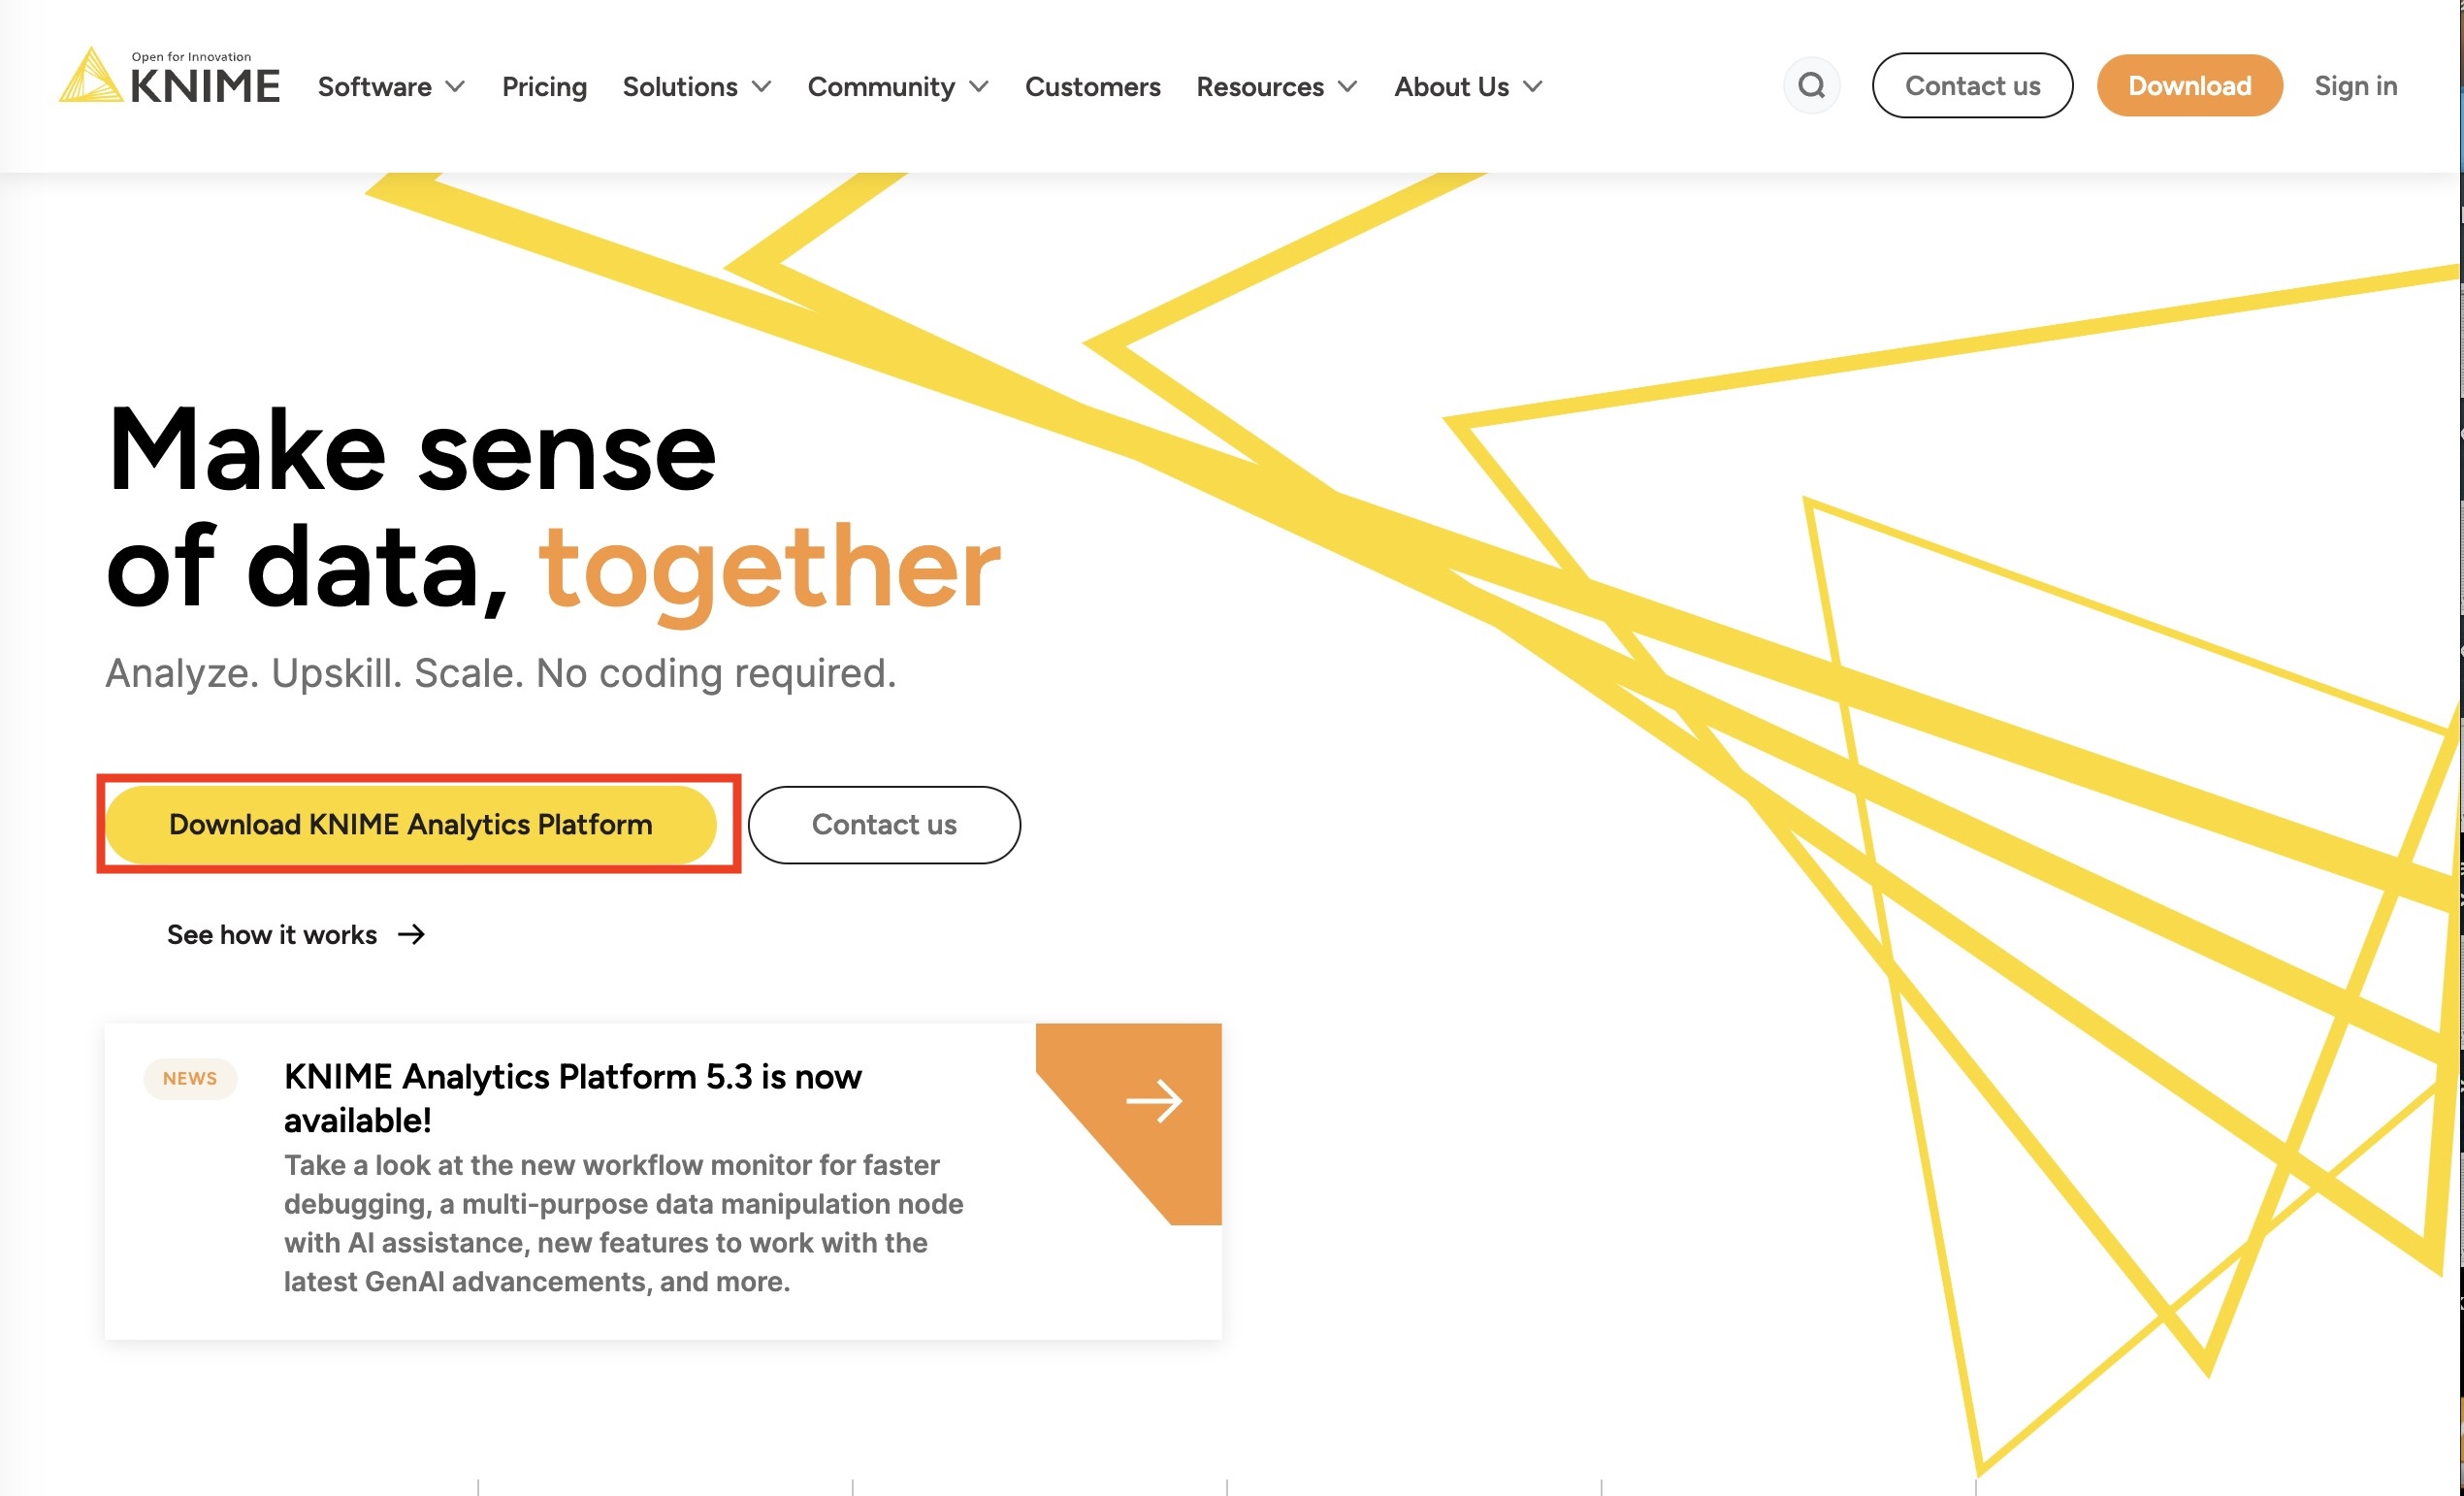 Open for Innovation
KNIME
Software
Pricing
Solutions
Community
Customers
Resources
About Us
Contact us
Download
Sign in
Make sense
of data, together
Analyze. Upskill. Scale. No coding required.
Download KNIME Analytics Platform
Contact us
See how it works
NEWS
KNIME Analytics Platform 5.3 is now
available!
Take a look at the new workflow monitor for faster
debugging, a multi-purpose data manipulation node
with AI assistance, new features to work with the
latest GenAI advancements, and more.